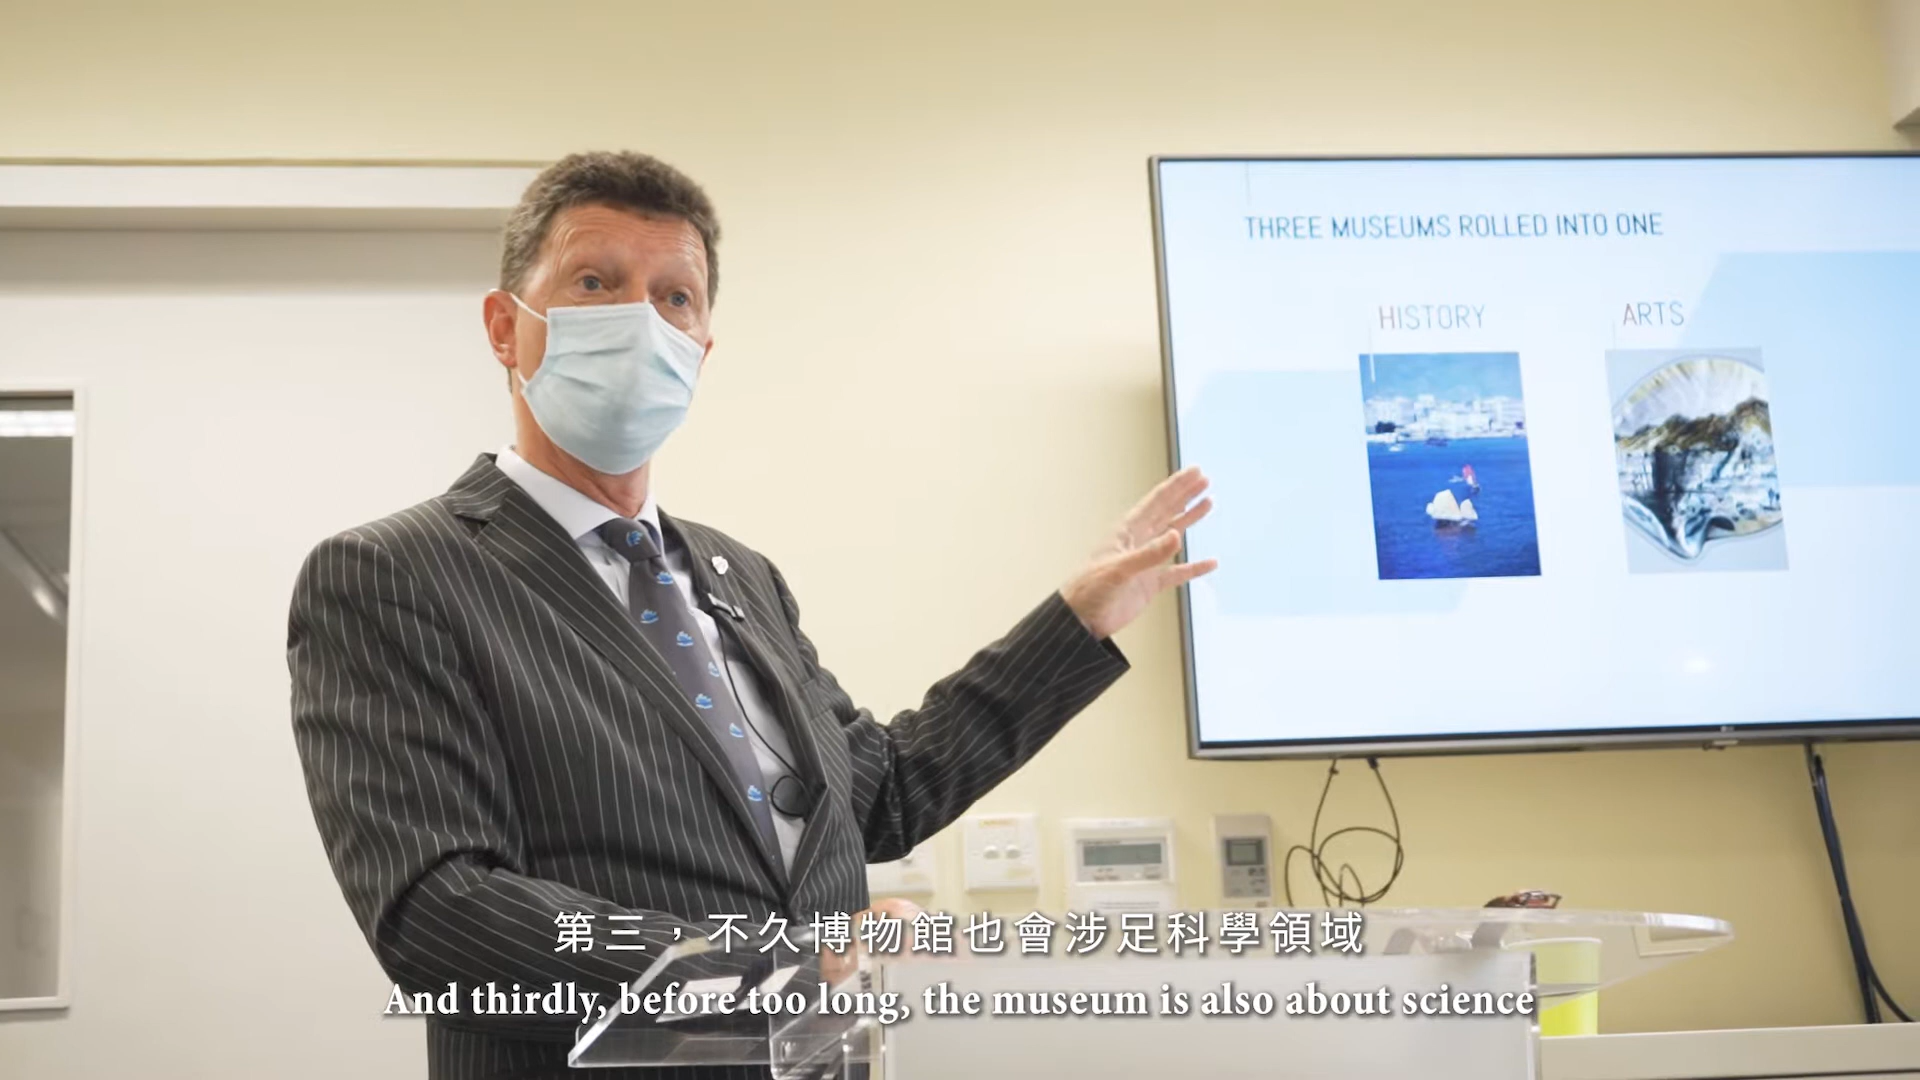 THREE MUSEUMS ROLLED INTO ONE
HISTORY
ARTS
第三，不久博物館也會涉足科學領域
And thirdly, before too long, the museum is also about science